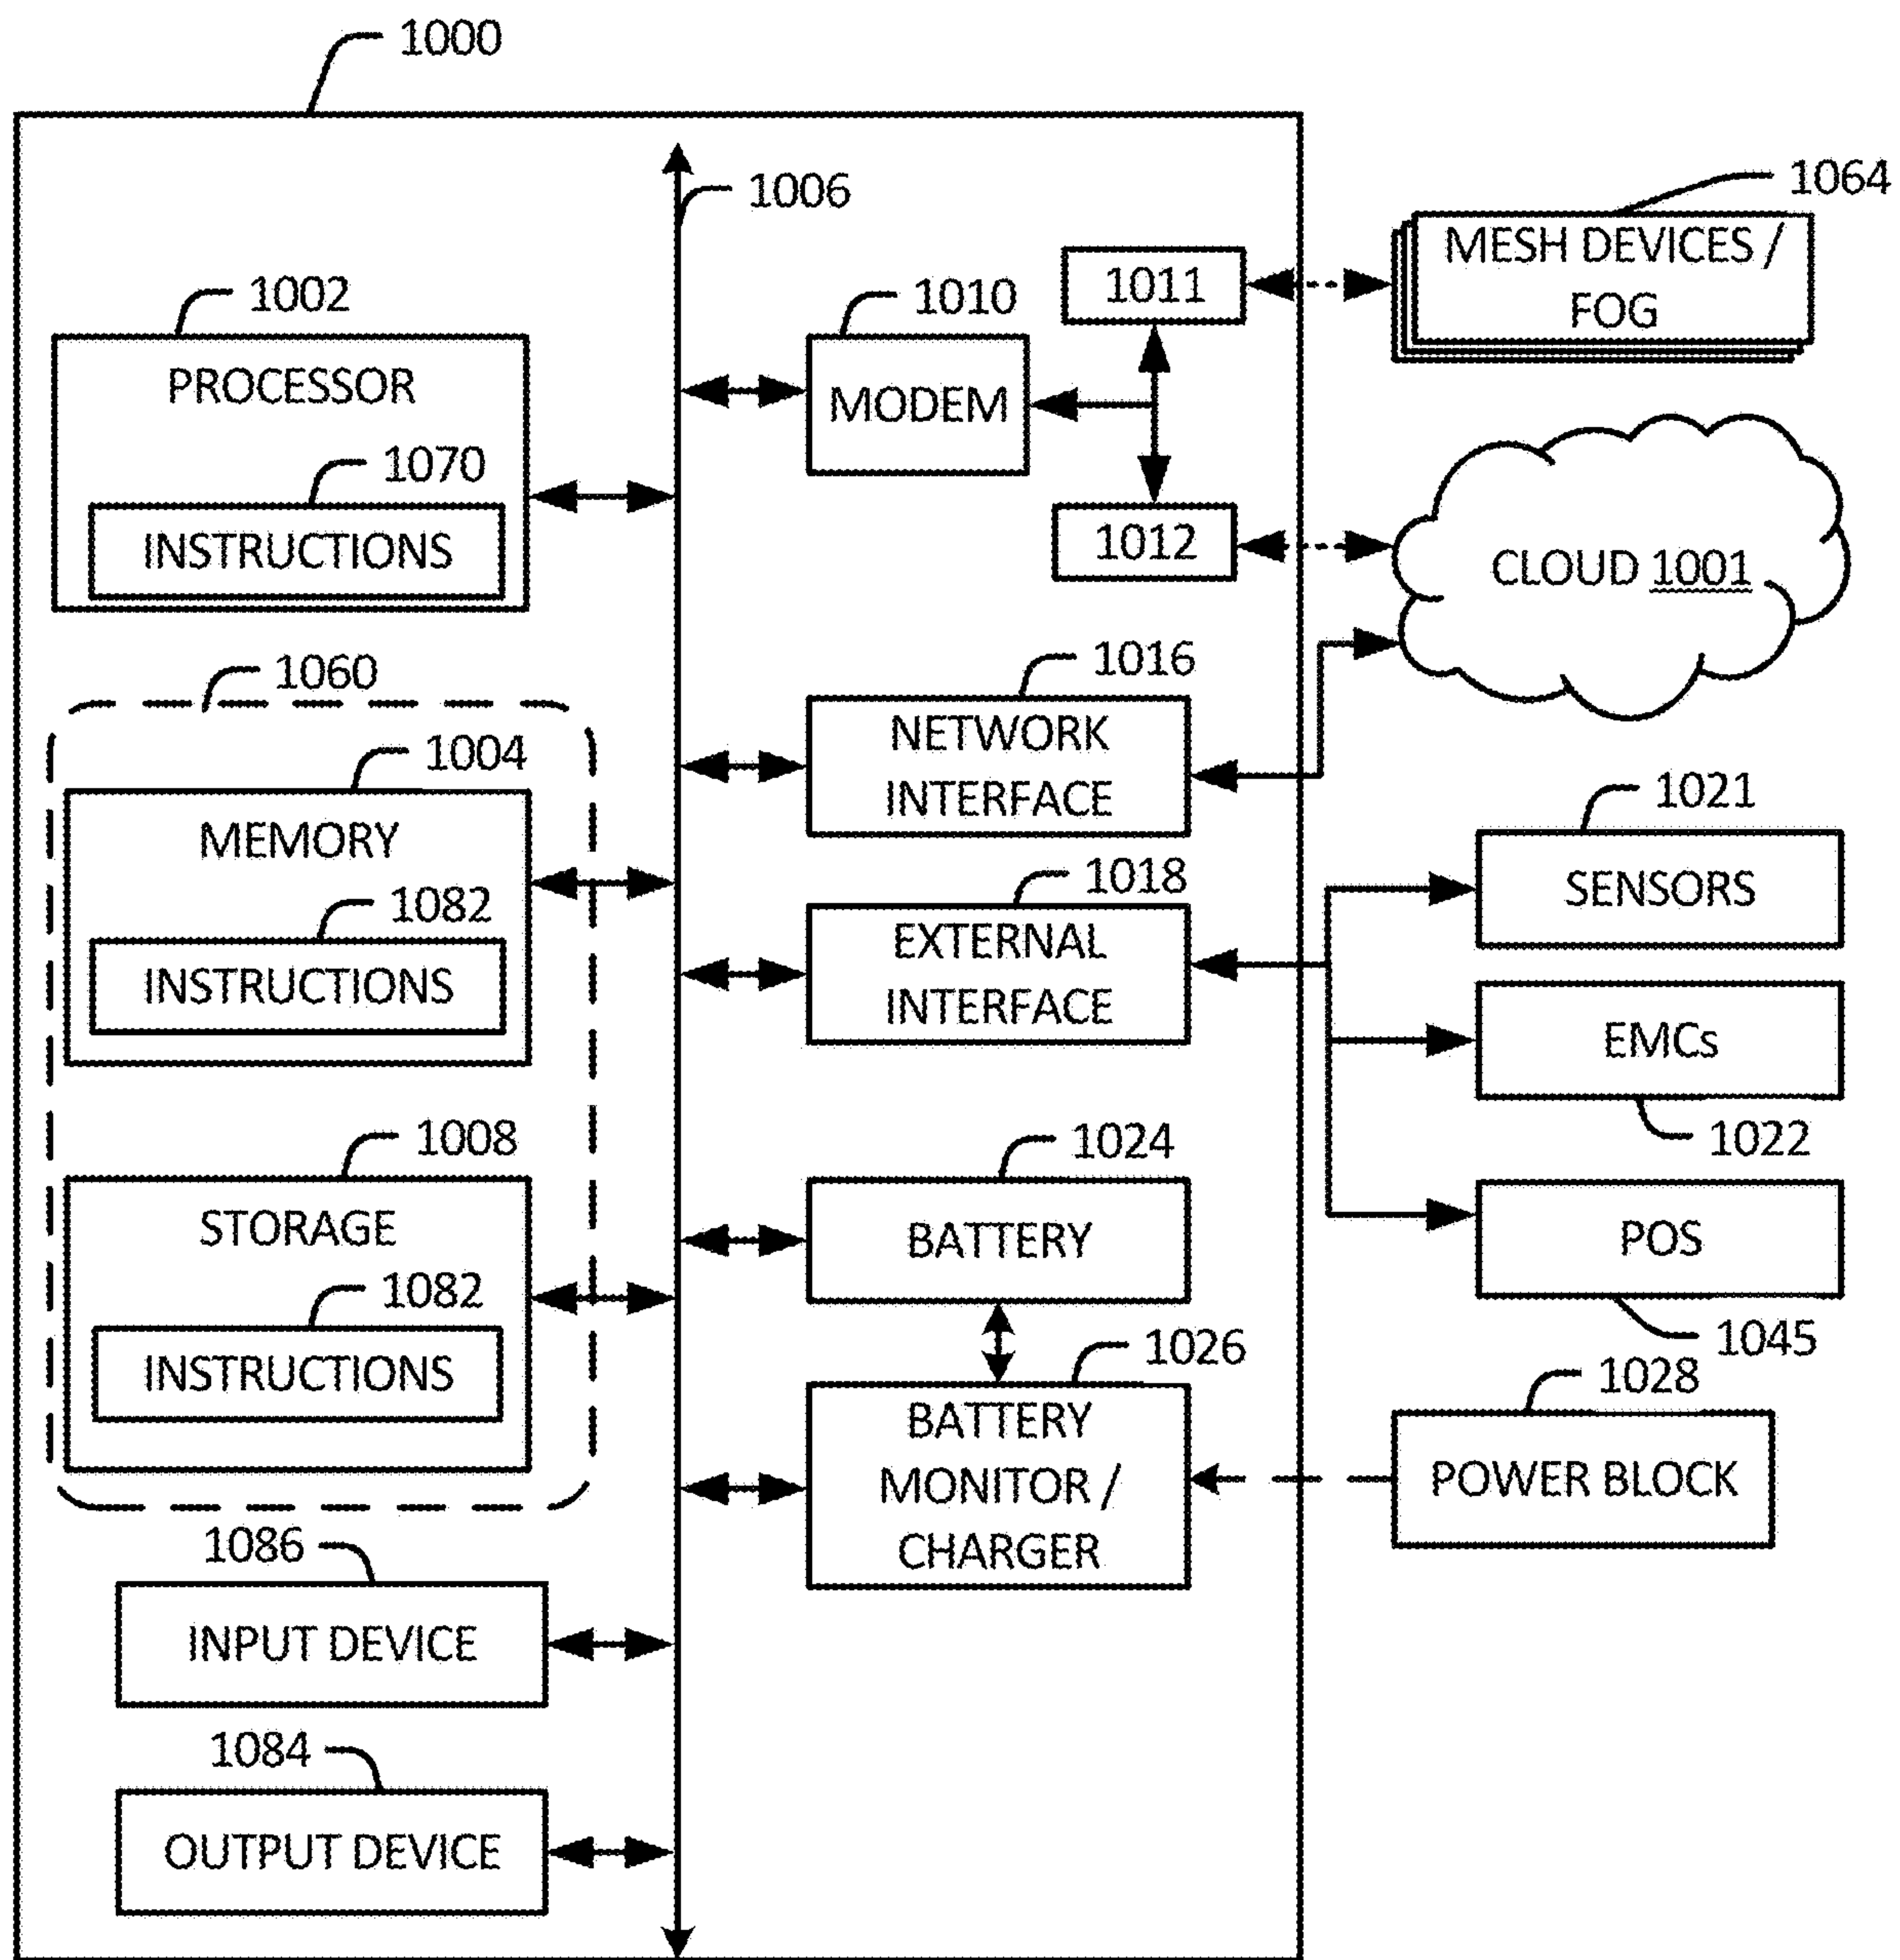 1000
1006
1064
MESH DEVICES /
FOG
1002
PROCESSOR
1070
INSTRUCTIONS
1010
MODEM
1011
1012
CLOUD 1001
1060
1004
MEMORY
1082
INSTRUCTIONS
1016
NETWORK
INTERFACE
1018
EXTERNAL
INTERFACE
1021
SENSORS
EMCs
1022
POS
1045
1008
STORAGE
1082
INSTRUCTIONS
1024
BATTERY
1026
BATTERY
MONITOR /
CHARGER
1028
POWER BLOCK
1086
INPUT DEVICE
1084
OUTPUT DEVICE